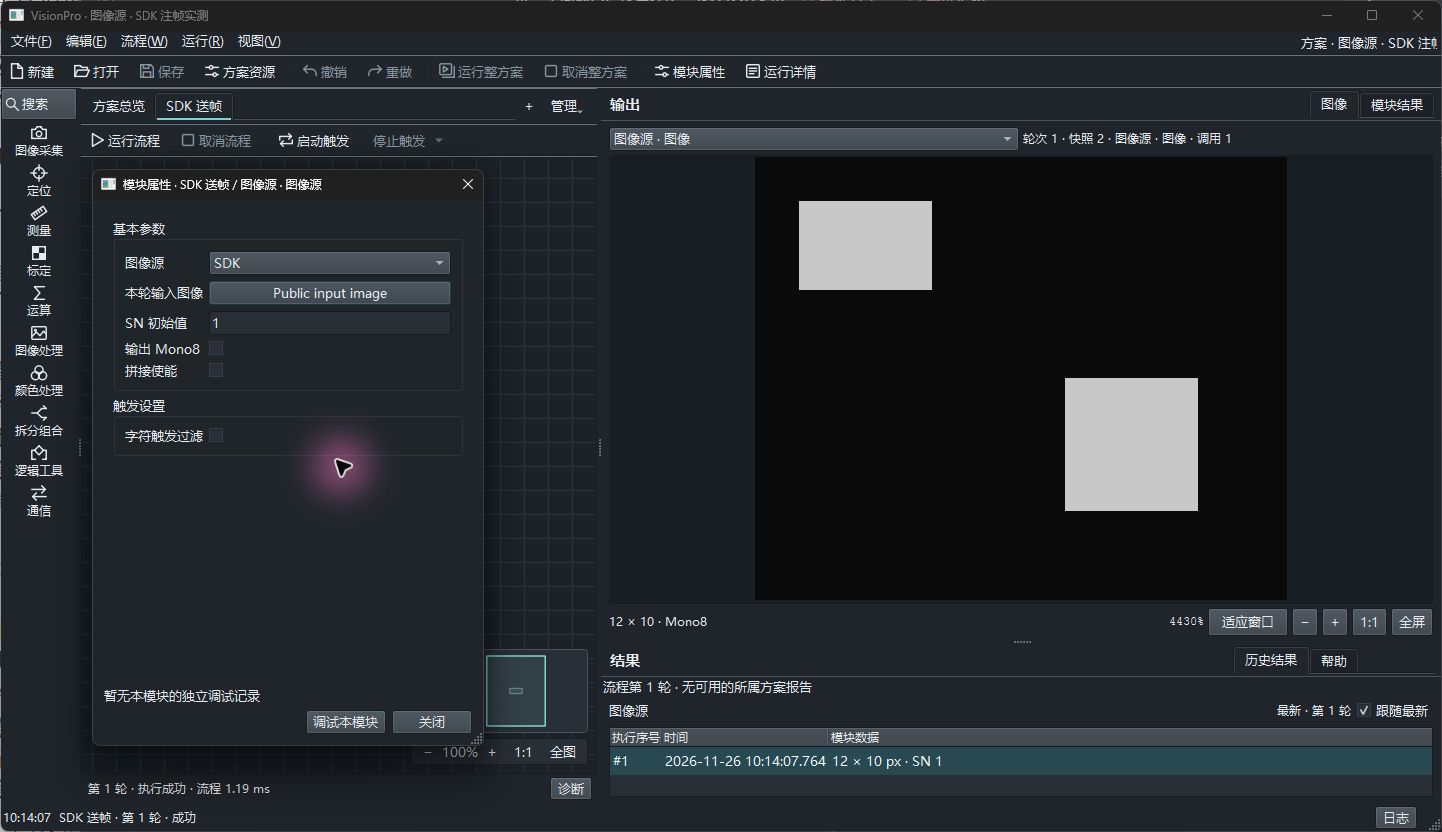 VisionPro · 图像源 · SDK 注帧实测
文件(F) 编辑(E) 流程(W) 运行(R) 视图(V)
方案 · 图像源 · SDK 注帧
新建 打开 保存 方案资源 撤销 重做 运行整方案 取消整方案 模块属性 运行详情
搜索
图像采集
定位
测量
标定
运算
图像处理
颜色处理
拆分组合
逻辑工具
通信
方案总览 SDK 送帧 + 管理
运行流程 取消流程 启动触发 停止触发
模块属性 · SDK 送帧 / 图像源 · 图像源
基本参数
图像源 SDK
本轮输入图像 Public input image
SN 初始值 1
输出 Mono8
拼接使能
触发设置
字符触发过滤
暂无本模块的独立调试记录
调试本模块 关闭
− 100% + 1:1 全图
第 1 轮 · 执行成功 · 流程 1.19 ms 诊断
输出 图像 模块结果
图像源 · 图像 轮次 1 · 快照 2 · 图像源 · 图像 · 调用 1
12 × 10 · Mono8 4430% 适应窗口 − + 1:1 全屏
结果 历史结果 帮助
流程第 1 轮 · 无可用的所属方案报告
图像源 最新 · 第 1 轮 跟随最新
执行序号 时间 模块数据
#1 2026-11-26 10:14:07.764 12 × 10 px · SN 1
10:14:07 SDK 送帧 · 第 1 轮 · 成功 日志